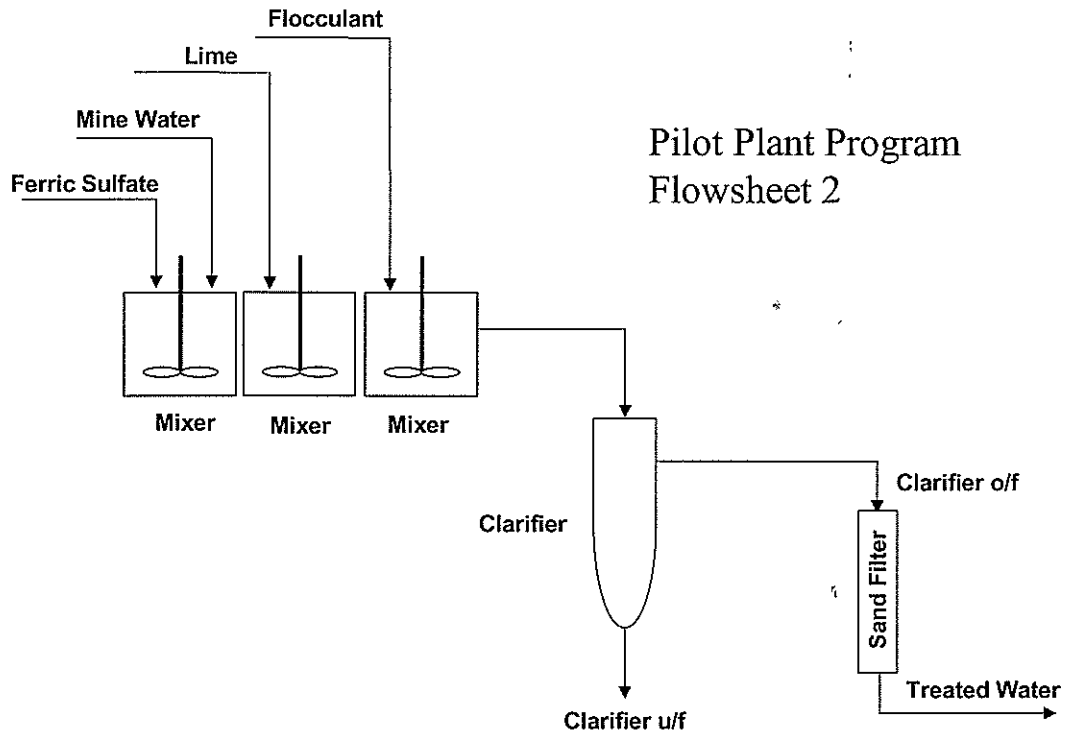 Flocculant
Lime
Mine Water
Ferric Sulfate
Pilot Plant Program
Flowsheet 2
Mixer
Mixer
Mixer
Clarifier
Clarifier o/f
Sand Filter
Treated Water
Clarifier u/f